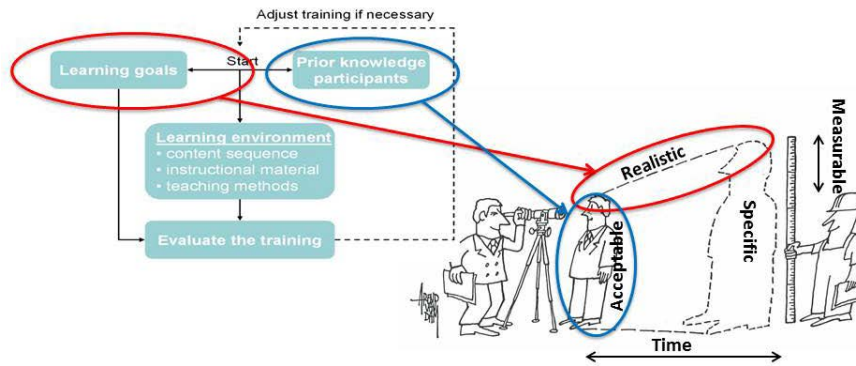 Adjust training if necessary
Start
Learning goals
Prior knowledge
participants
Learning environment
▪ content sequence
▪ instructional material
▪ teaching methods
Evaluate the training
Realistic
Measurable
Specific
Acceptable
Time